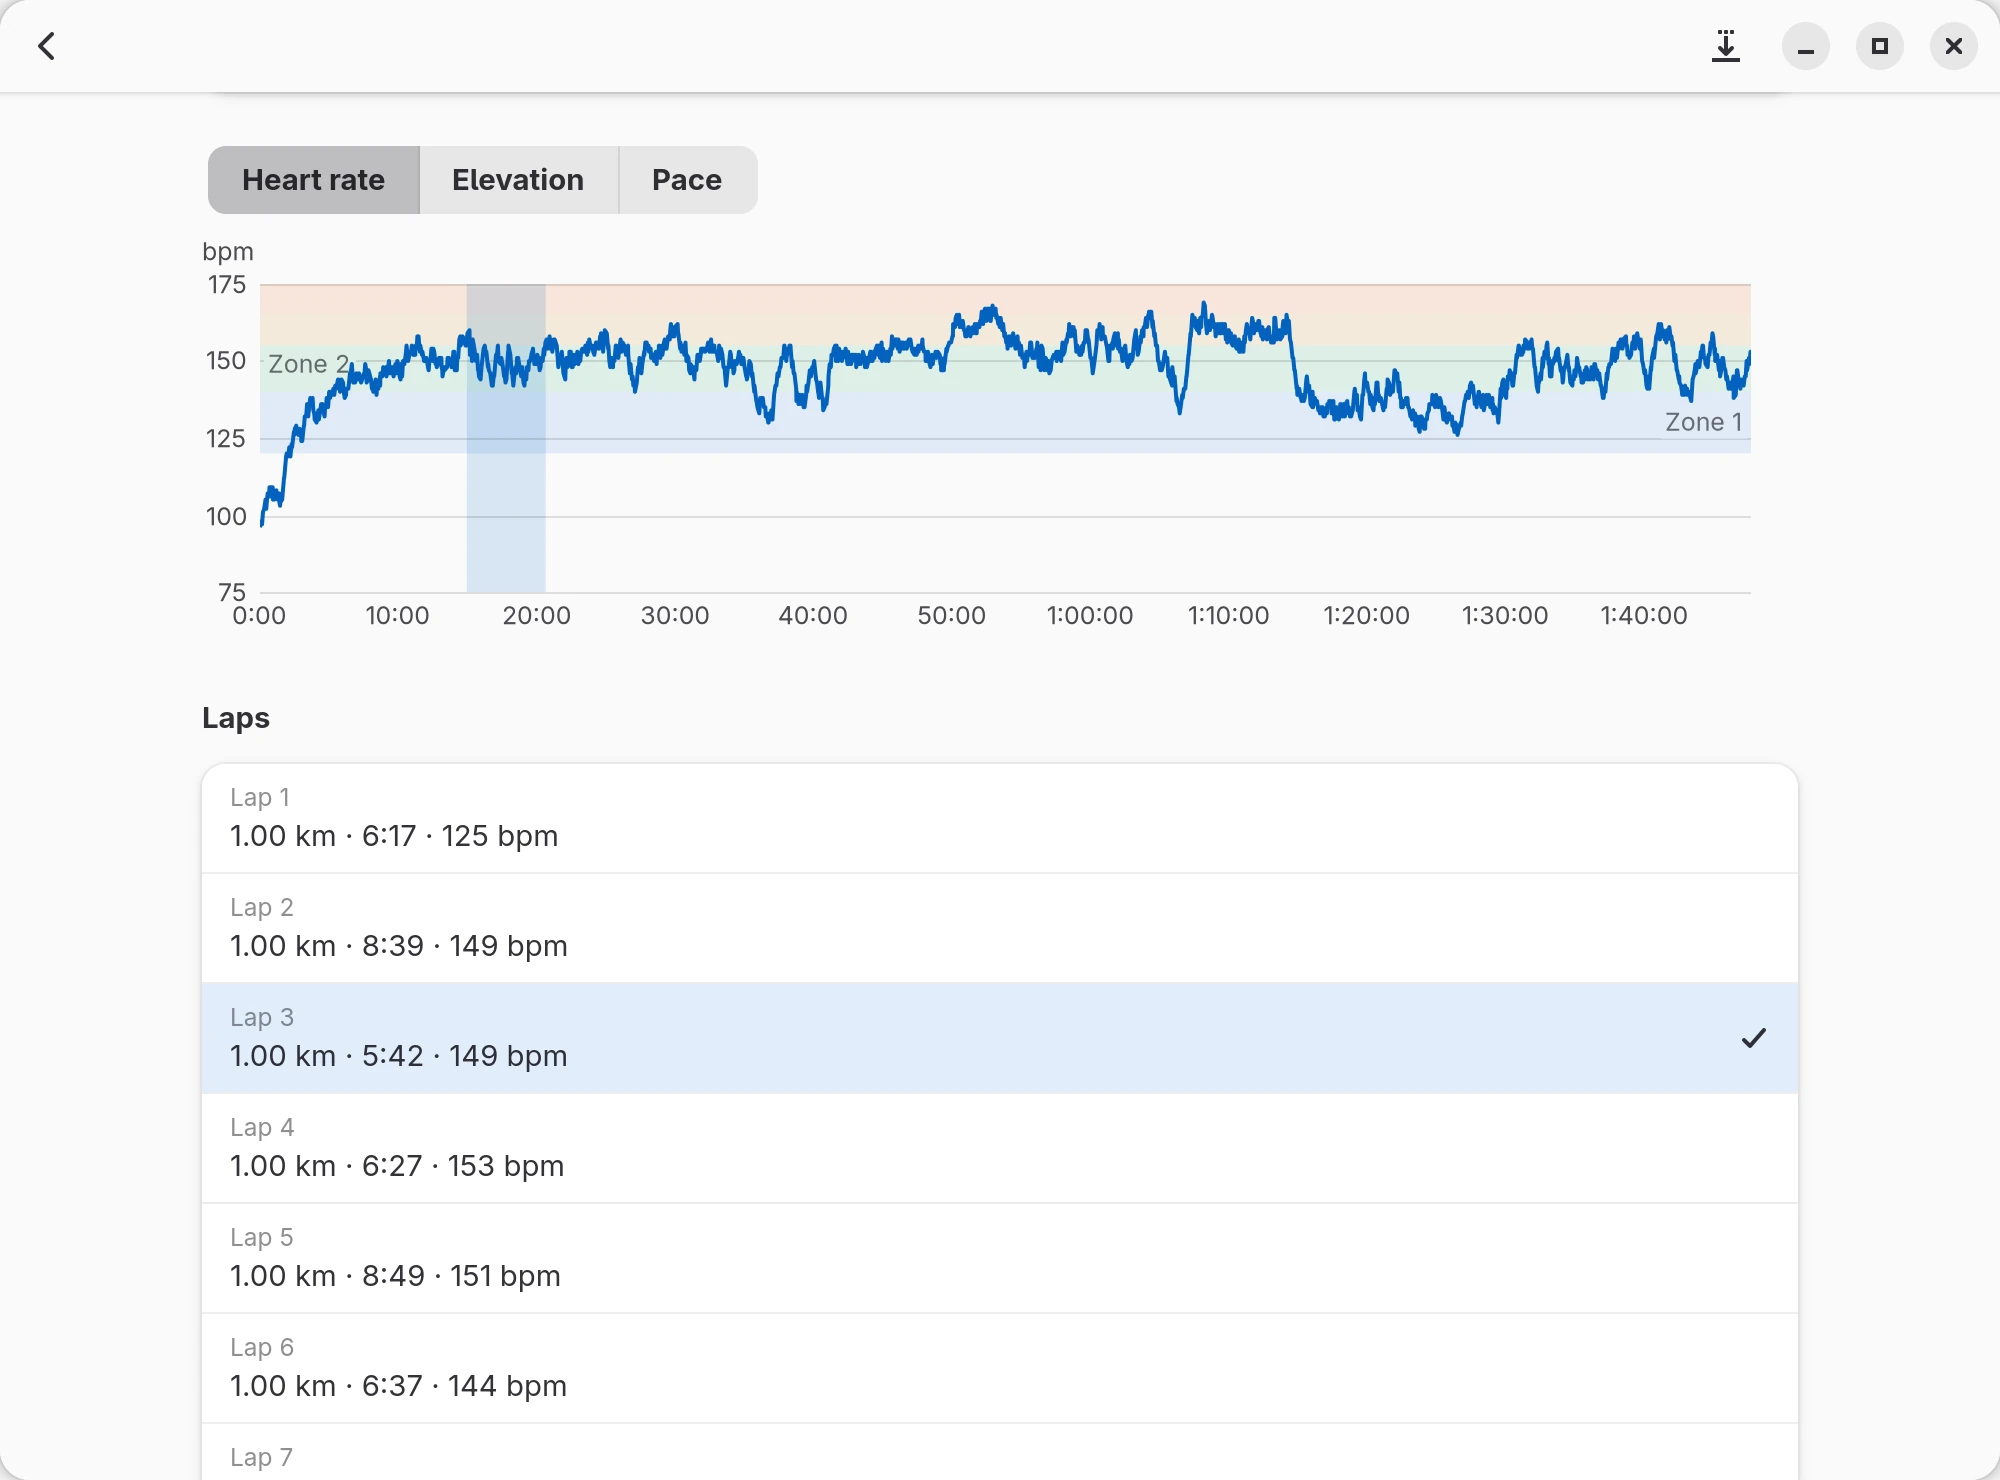 Heart rate Elevation Pace
bpm
175
150
125
100
75
Zone 2
Zone 1
0:00 10:00 20:00 30:00 40:00 50:00 1:00:00 1:10:00 1:20:00 1:30:00 1:40:00
Laps
Lap 1
1.00 km · 6:17 · 125 bpm
Lap 2
1.00 km · 8:39 · 149 bpm
Lap 3
1.00 km · 5:42 · 149 bpm
Lap 4
1.00 km · 6:27 · 153 bpm
Lap 5
1.00 km · 8:49 · 151 bpm
Lap 6
1.00 km · 6:37 · 144 bpm
Lap 7